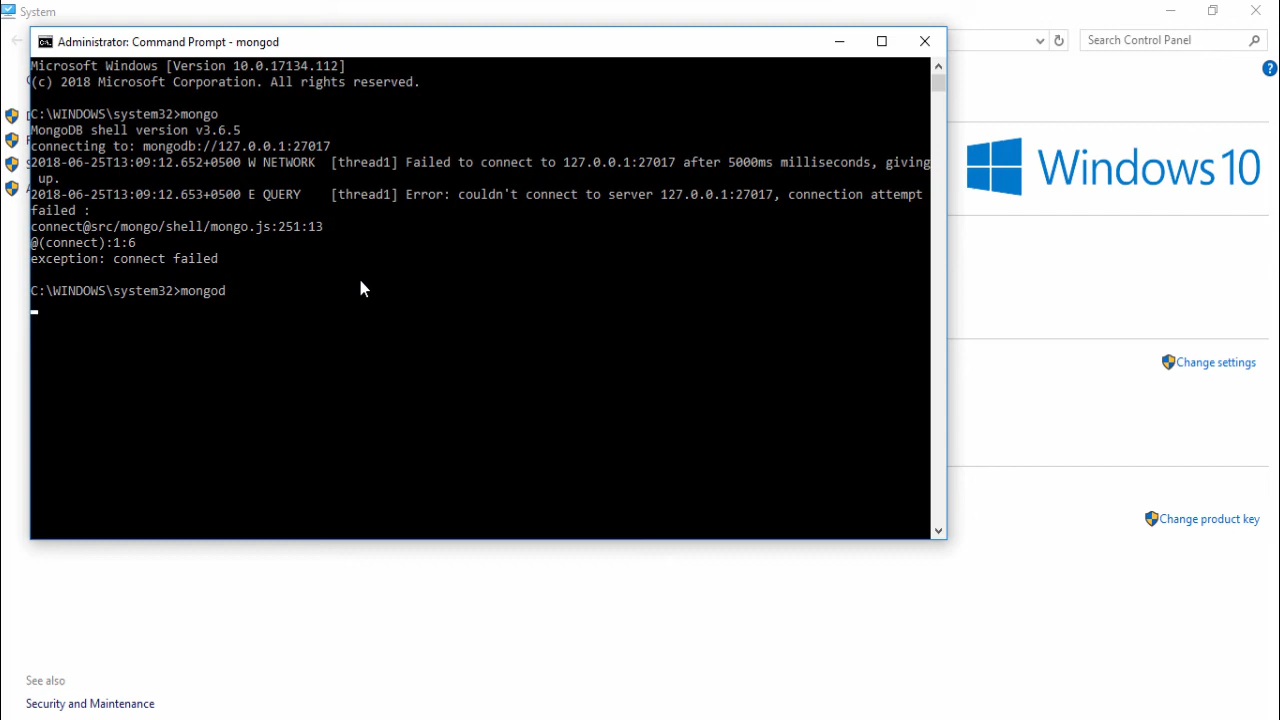 System
Administrator: Command Prompt - mongod
Search Control Panel
Microsoft Windows [Version 10.0.17134.112]
(c) 2018 Microsoft Corporation. All rights reserved.
C:\WINDOWS\system32>mongo
MongoDB shell version v3.6.5
connecting to: mongodb://127.0.0.1:27017
2018-06-25T13:09:12.652+0500 W NETWORK  [thread1] Failed to connect to 127.0.0.1:27017 after 5000ms milliseconds, giving
up.
2018-06-25T13:09:12.653+0500 E QUERY    [thread1] Error: couldn't connect to server 127.0.0.1:27017, connection attempt
failed :
connect@src/mongo/shell/mongo.js:251:13
@(connect):1:6
exception: connect failed
C:\WINDOWS\system32>mongod
Windows 10
Change settings
Change product key
See also
Security and Maintenance